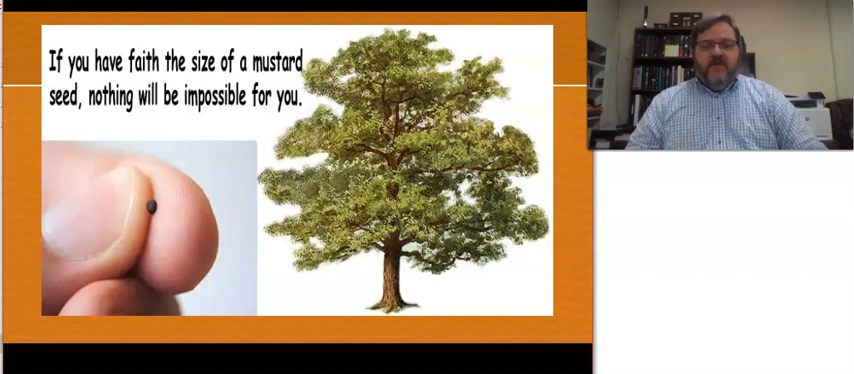 If you have faith the size of a mustard
seed, nothing will be impossible for you.